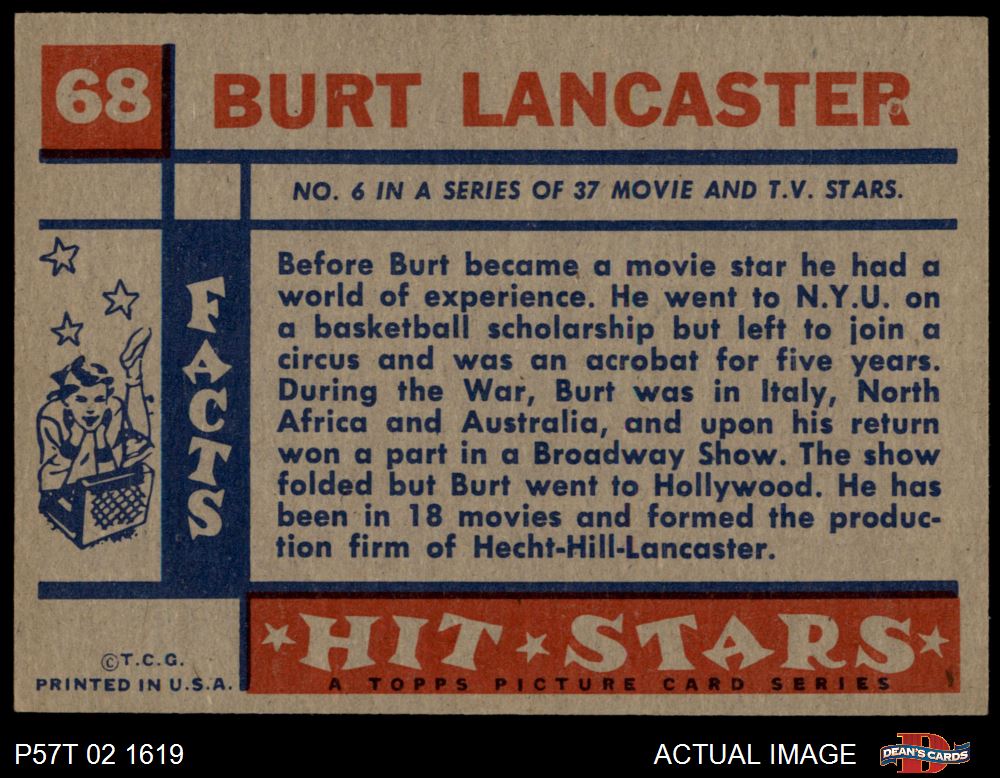 68
BURT LANCASTER
NO. 6 IN A SERIES OF 37 MOVIE AND T.V. STARS.
FACTS
Before Burt became a movie star he had a
world of experience. He went to N.Y.U. on
a basketball scholarship but left to join a
circus and was an acrobat for five years.
During the War, Burt was in Italy, North
Africa and Australia, and upon his return
won a part in a Broadway Show. The show
folded but Burt went to Hollywood. He has
been in 18 movies and formed the produc-
tion firm of Hecht-Hill-Lancaster.
HIT STARS
A TOPPS PICTURE CARD SERIES
©T.C.G.
PRINTED IN U.S.A.
P57T 02 1619
ACTUAL IMAGE
D
DEAN'S CARDS